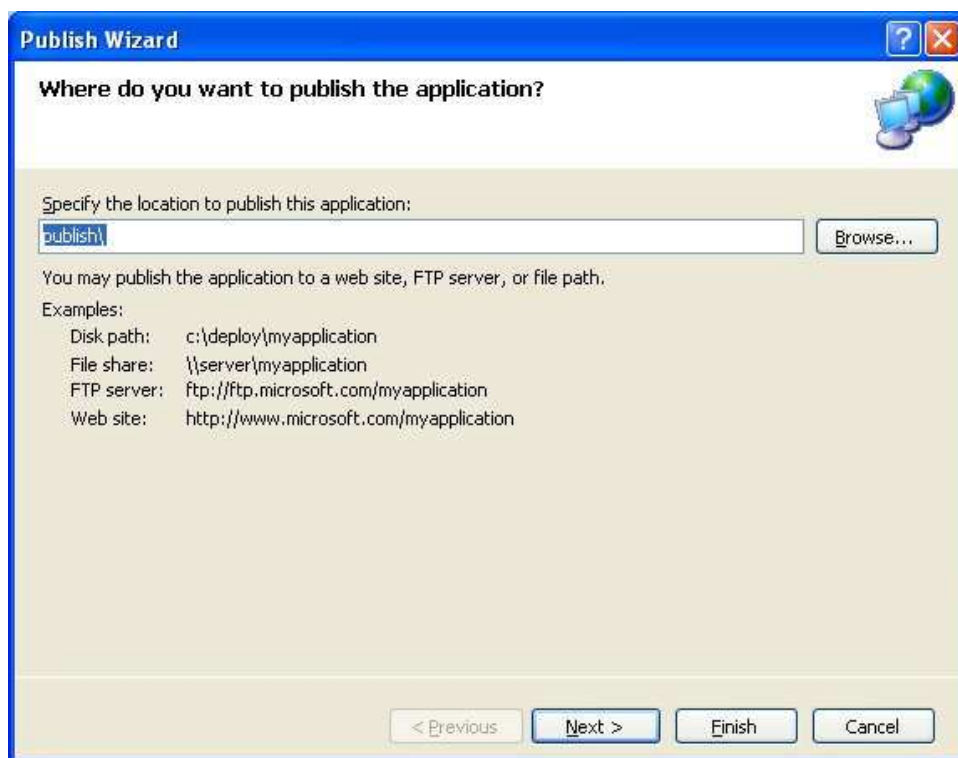 Publish Wizard
?
Where do you want to publish the application?
Specify the location to publish this application:
publish\
Browse...
You may publish the application to a web site, FTP server, or file path.
Examples:
Disk path: c:\deploy\myapplication
File share: \\server\myapplication
FTP server: ftp://ftp.microsoft.com/myapplication
Web site: http://www.microsoft.com/myapplication
< Previous Next > Finish Cancel